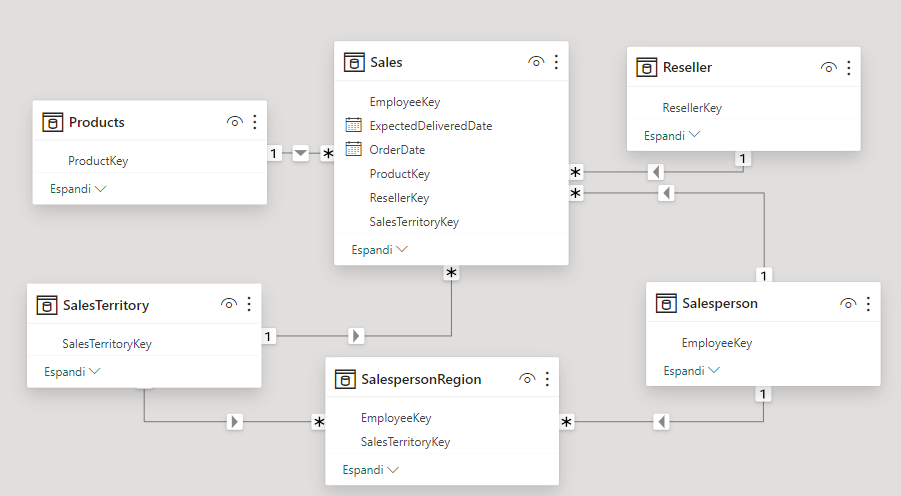 Sales
EmployeeKey
ExpectedDeliveredDate
OrderDate
ProductKey
ResellerKey
SalesTerritoryKey
Espandi
Reseller
ResellerKey
Espandi
1
Products
ProductKey
Espandi
1
*
*
*
*
SalesTerritory
SalesTerritoryKey
Espandi
1
1
Salesperson
EmployeeKey
Espandi
1
SalespersonRegion
EmployeeKey
SalesTerritoryKey
Espandi
*
*